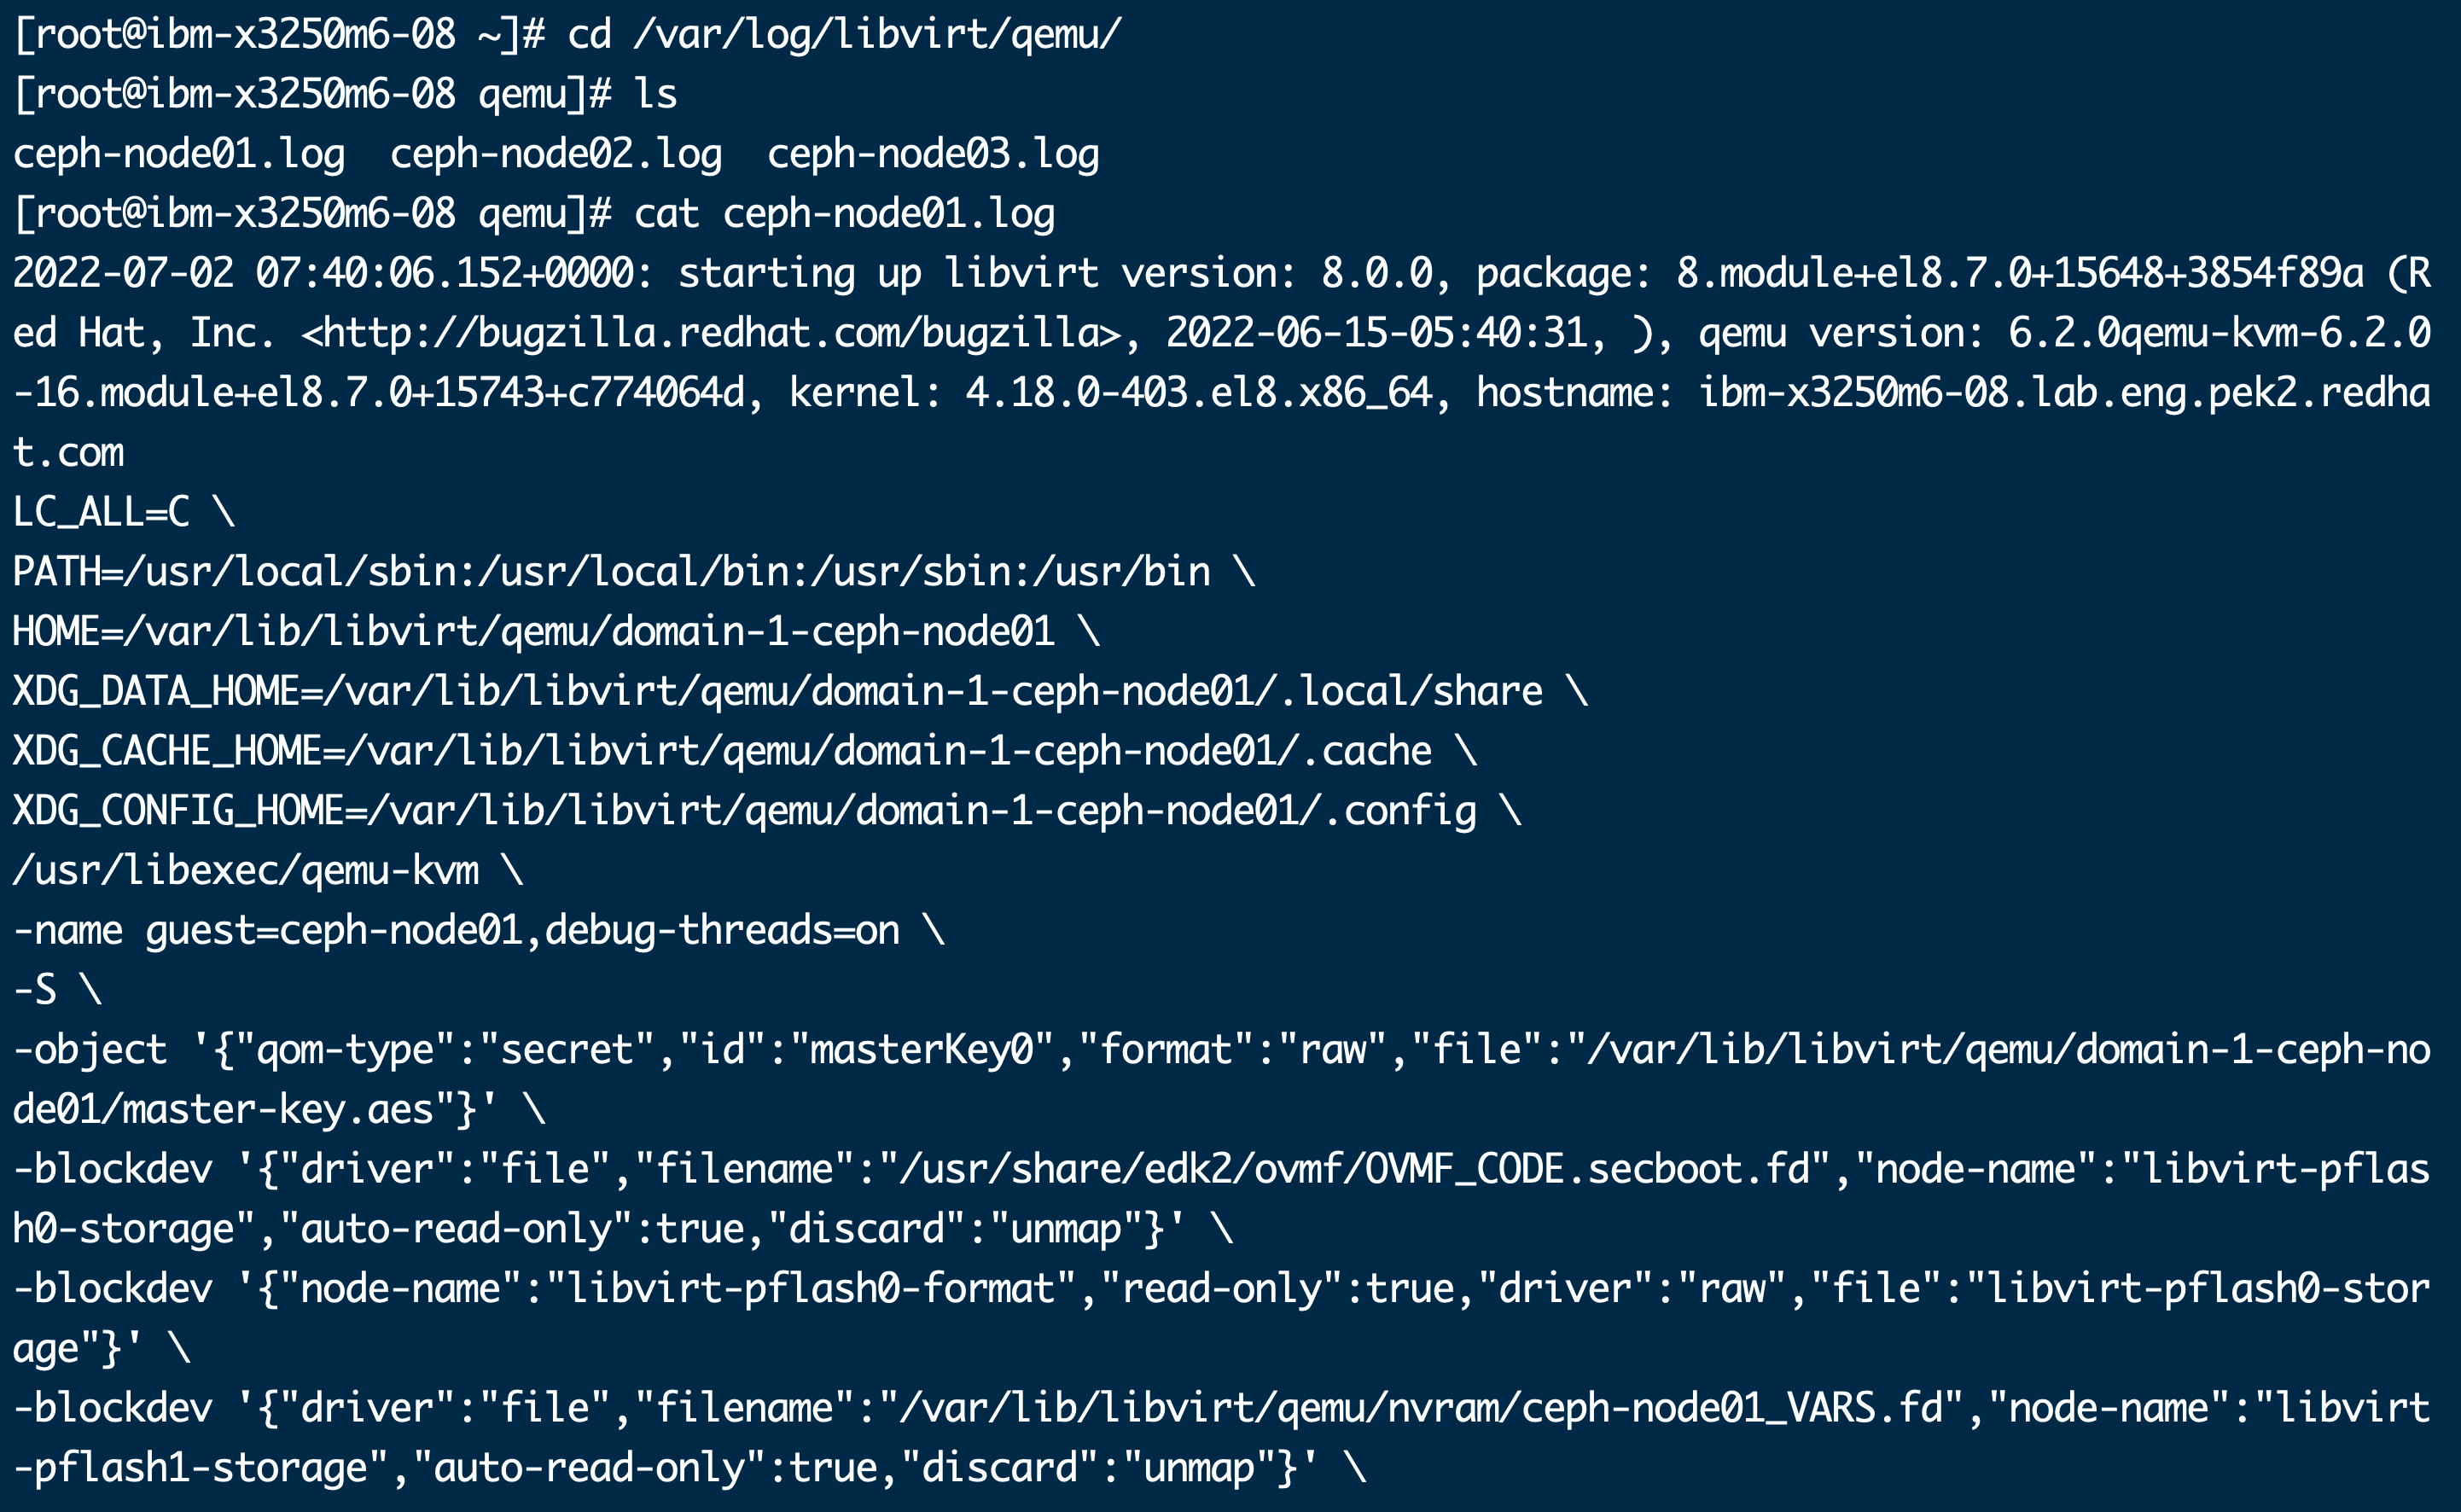 [root@ibm-x3250m6-08 ~]# cd /var/log/libvirt/qemu/
[root@ibm-x3250m6-08 qemu]# ls
ceph-node01.log  ceph-node02.log  ceph-node03.log
[root@ibm-x3250m6-08 qemu]# cat ceph-node01.log
2022-07-02 07:40:06.152+0000: starting up libvirt version: 8.0.0, package: 8.module+el8.7.0+15648+3854f89a (R
ed Hat, Inc. <http://bugzilla.redhat.com/bugzilla>, 2022-06-15-05:40:31, ), qemu version: 6.2.0qemu-kvm-6.2.0
-16.module+el8.7.0+15743+c774064d, kernel: 4.18.0-403.el8.x86_64, hostname: ibm-x3250m6-08.lab.eng.pek2.redha
t.com
LC_ALL=C \
PATH=/usr/local/sbin:/usr/local/bin:/usr/sbin:/usr/bin \
HOME=/var/lib/libvirt/qemu/domain-1-ceph-node01 \
XDG_DATA_HOME=/var/lib/libvirt/qemu/domain-1-ceph-node01/.local/share \
XDG_CACHE_HOME=/var/lib/libvirt/qemu/domain-1-ceph-node01/.cache \
XDG_CONFIG_HOME=/var/lib/libvirt/qemu/domain-1-ceph-node01/.config \
/usr/libexec/qemu-kvm \
-name guest=ceph-node01,debug-threads=on \
-S \
-object '{"qom-type":"secret","id":"masterKey0","format":"raw","file":"/var/lib/libvirt/qemu/domain-1-ceph-no
de01/master-key.aes"}' \
-blockdev '{"driver":"file","filename":"/usr/share/edk2/ovmf/OVMF_CODE.secboot.fd","node-name":"libvirt-pflas
h0-storage","auto-read-only":true,"discard":"unmap"}' \
-blockdev '{"node-name":"libvirt-pflash0-format","read-only":true,"driver":"raw","file":"libvirt-pflash0-stor
age"}' \
-blockdev '{"driver":"file","filename":"/var/lib/libvirt/qemu/nvram/ceph-node01_VARS.fd","node-name":"libvirt
-pflash1-storage","auto-read-only":true,"discard":"unmap"}' \